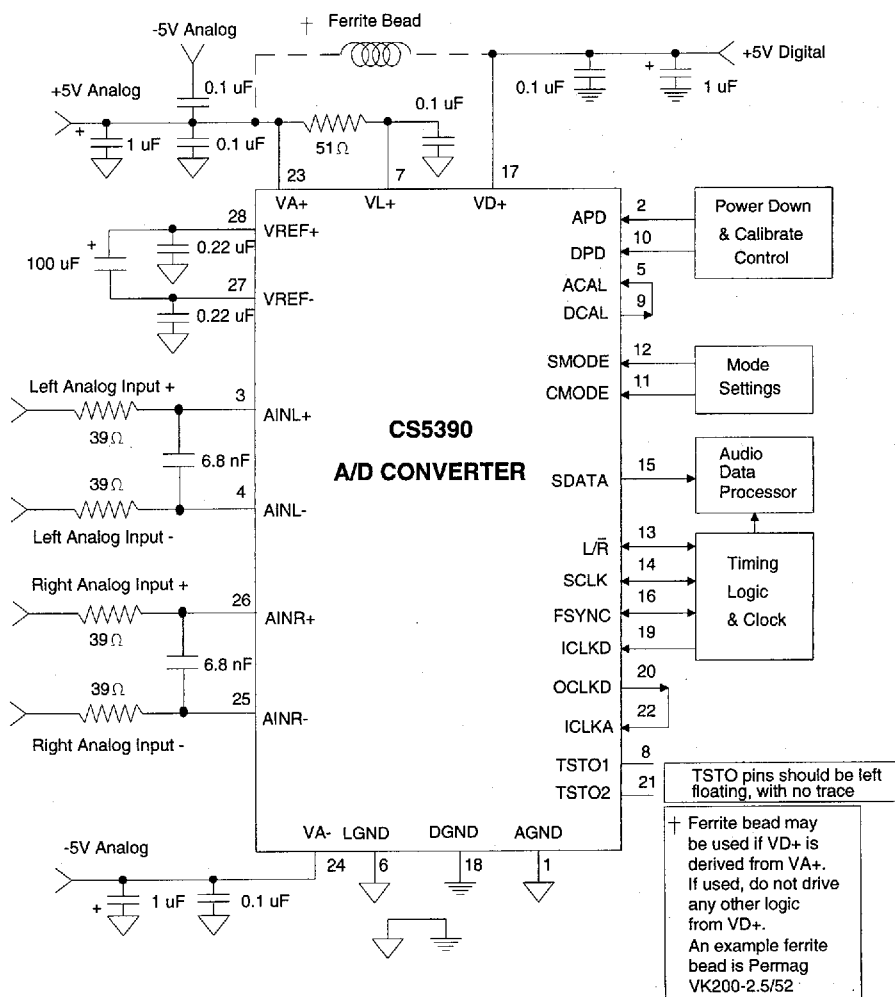 † Ferrite Bead
-5V Analog
+5V Digital
0.1 uF
+5V Analog
0.1 uF
0.1 uF
+
1 uF
+
1 uF
0.1 uF
51Ω
23
7
17
VA+
VL+
VD+
28
VREF+
+
0.22 uF
100 uF
27
VREF-
0.22 uF
APD
2
Power Down
& Calibrate
Control
DPD
10
ACAL
5
DCAL
9
SMODE
12
Mode
Settings
CMODE
11
Left Analog Input +
3
AINL+
39Ω
6.8 nF
39Ω
4
AINL-
Left Analog Input -
CS5390
A/D CONVERTER
SDATA
15
Audio
Data
Processor
L/R̅
13
Timing
Logic
& Clock
SCLK
14
FSYNC
16
ICLKD
19
OCLKD
20
ICLKA
22
Right Analog Input +
26
AINR+
39Ω
6.8 nF
39Ω
25
AINR-
Right Analog Input -
TSTO1
8
TSTO2
21
TSTO pins should be left
floating, with no trace
VA-
LGND
DGND
AGND
24
6
18
1
-5V Analog
+
1 uF
0.1 uF
† Ferrite bead may
be used if VD+ is
derived from VA+.
If used, do not drive
any other logic
from VD+.
An example ferrite
bead is Permag
VK200-2.5/52